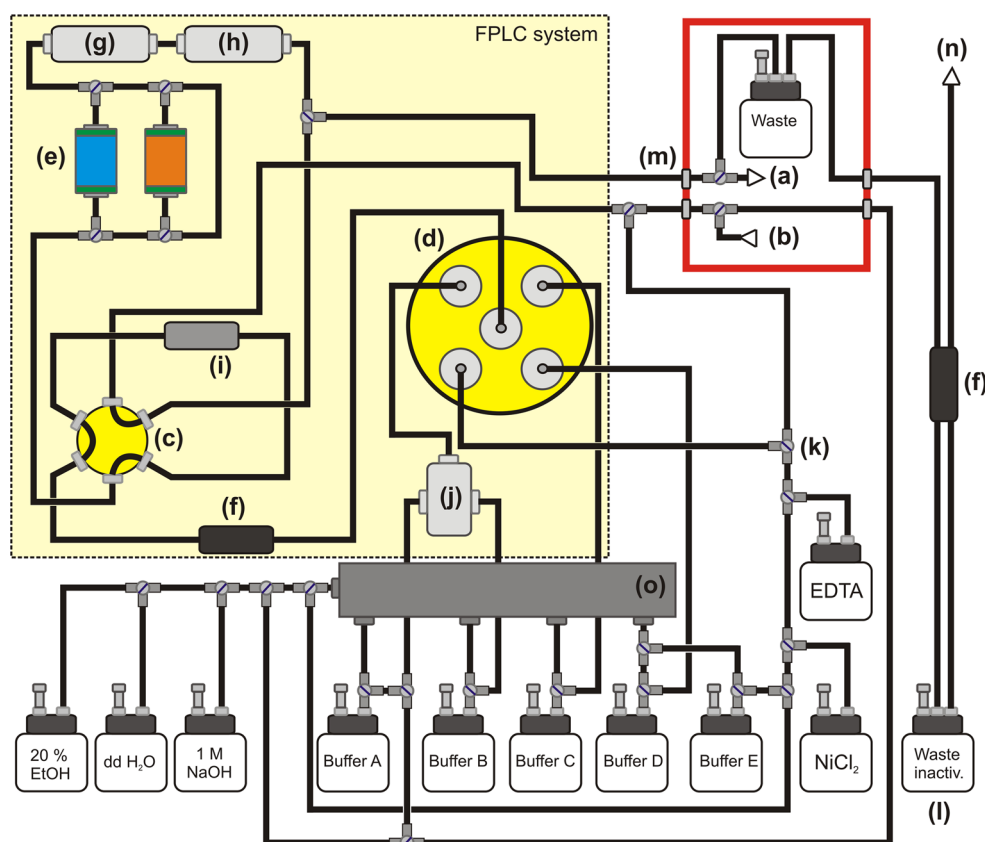 (g)
(h)
FPLC system
(n)
Waste
(e)
(m)
(a)
(d)
(b)
(i)
(f)
(c)
(k)
(j)
(f)
EDTA
(o)
20 %
EtOH
dd H₂O
1 M
NaOH
Buffer A
Buffer B
Buffer C
Buffer D
Buffer E
NiCl₂
Waste
inactiv.
(l)